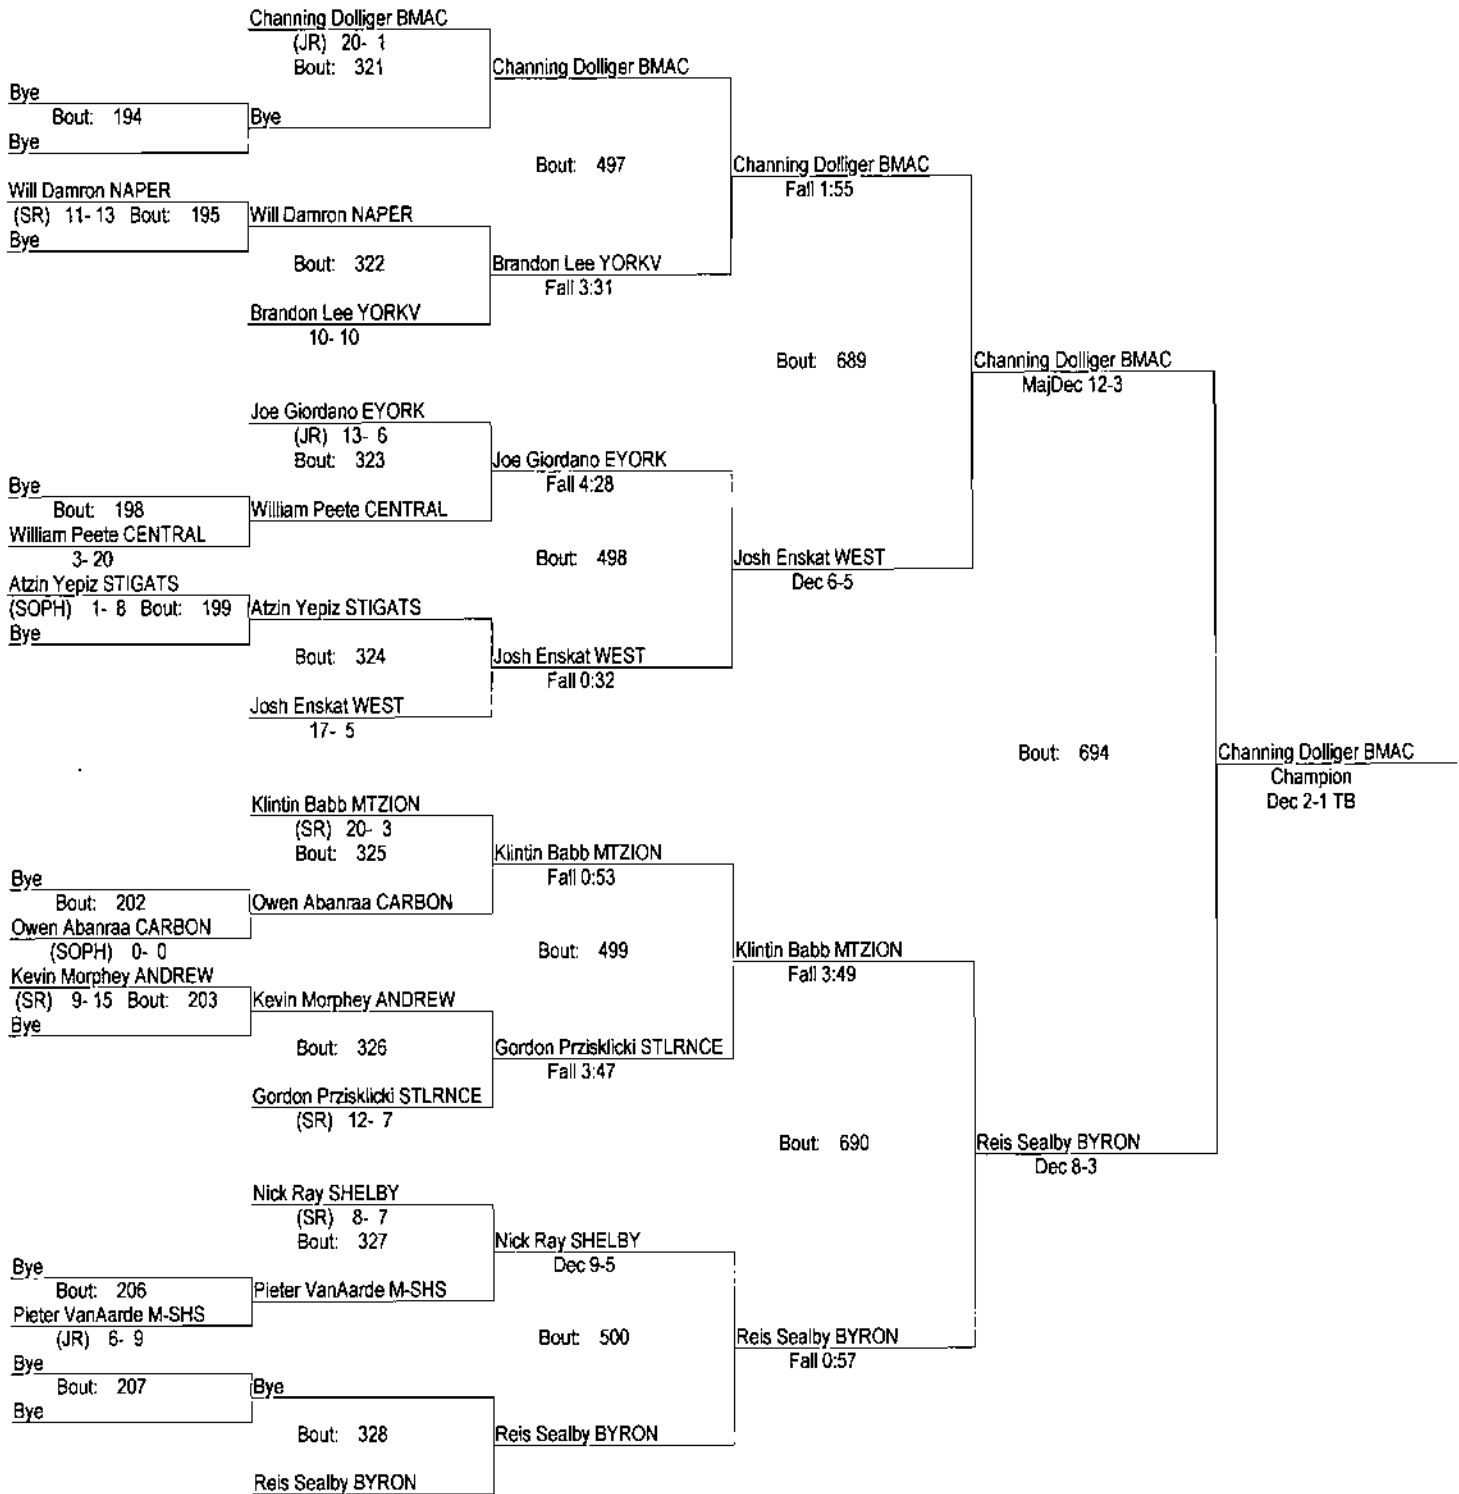 Channing Dolliger BMAC
(JR) 20- 1
Bout: 321
Channing Dolliger BMAC
Bye
Bout: 194
Bye
Bye
Bout: 497
Channing Dolliger BMAC
Fall 1:55
Will Damron NAPER
(SR) 11- 13 Bout: 195
Will Damron NAPER
Bye
Bout: 322
Brandon Lee YORKV
Fall 3:31
Brandon Lee YORKV
10- 10
Bout: 689
Channing Dolliger BMAC
MajDec 12-3
Joe Giordano EYORK
(JR) 13- 6
Bout: 323
Joe Giordano EYORK
Fall 4:28
Bye
Bout: 198
William Peete CENTRAL
William Peete CENTRAL
3- 20
Bout: 498
Josh Enskat WEST
Dec 6-5
Atzin Yepiz STIGATS
(SOPH) 1- 8 Bout: 199
Atzin Yepiz STIGATS
Bye
Bout: 324
Josh Enskat WEST
Fall 0:32
Josh Enskat WEST
17- 5
Bout: 694
Channing Dolliger BMAC
Champion
Dec 2-1 TB
Klintin Babb MTZION
(SR) 20- 3
Bout: 325
Klintin Babb MTZION
Fall 0:53
Bye
Bout: 202
Owen Abanraa CARBON
Owen Abanraa CARBON
(SOPH) 0- 0
Bout: 499
Klintin Babb MTZION
Fall 3:49
Kevin Morphey ANDREW
(SR) 9- 15 Bout: 203
Kevin Morphey ANDREW
Bye
Bout: 326
Gordon Przisklicki STLRNCE
Fall 3:47
Gordon Przisklicki STLRNCE
(SR) 12- 7
Bout: 690
Reis Sealby BYRON
Dec 8-3
Nick Ray SHELBY
(SR) 8- 7
Bout: 327
Nick Ray SHELBY
Dec 9-5
Bye
Bout: 206
Pieter VanAarde M-SHS
Pieter VanAarde M-SHS
(JR) 6- 9
Bout: 500
Reis Sealby BYRON
Fall 0:57
Bye
Bout: 207
Bye
Bye
Bout: 328
Reis Sealby BYRON
Reis Sealby BYRON